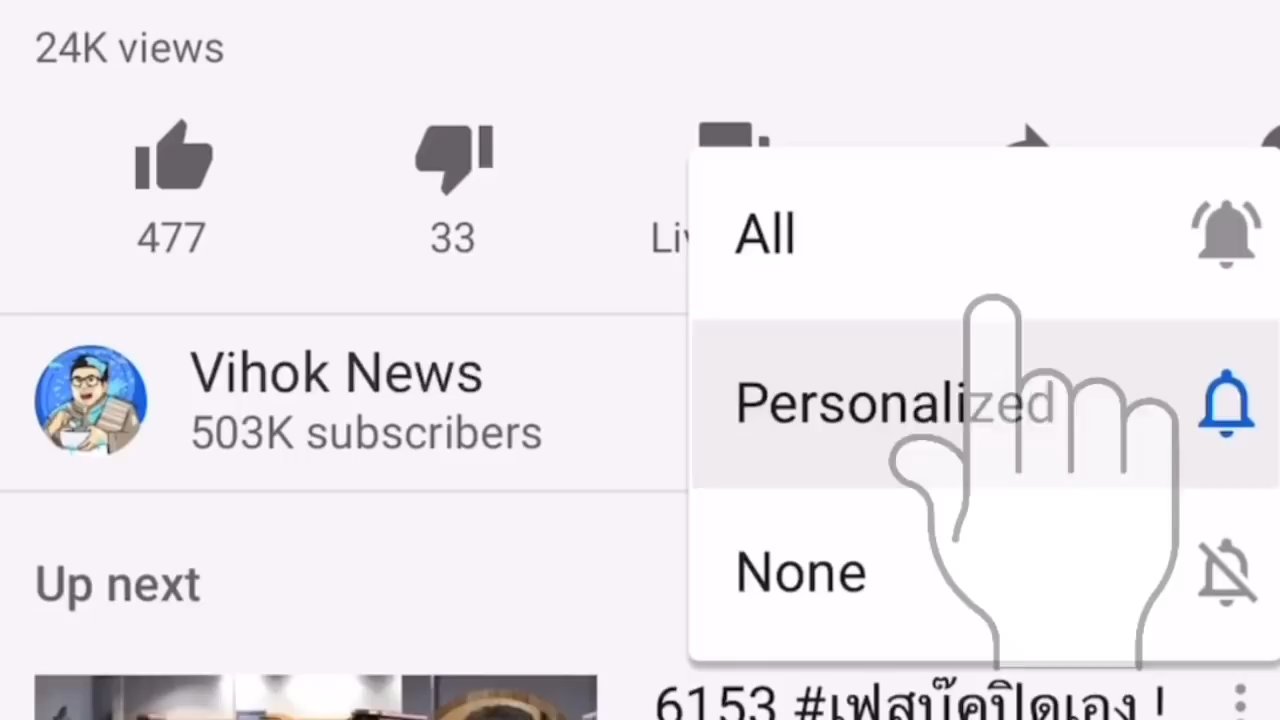 24K views
477
33
Liv
All
Vihok News
503K subscribers
Personalized
None
Up next
6153 #เฟสบุ๊คปิดเอง !